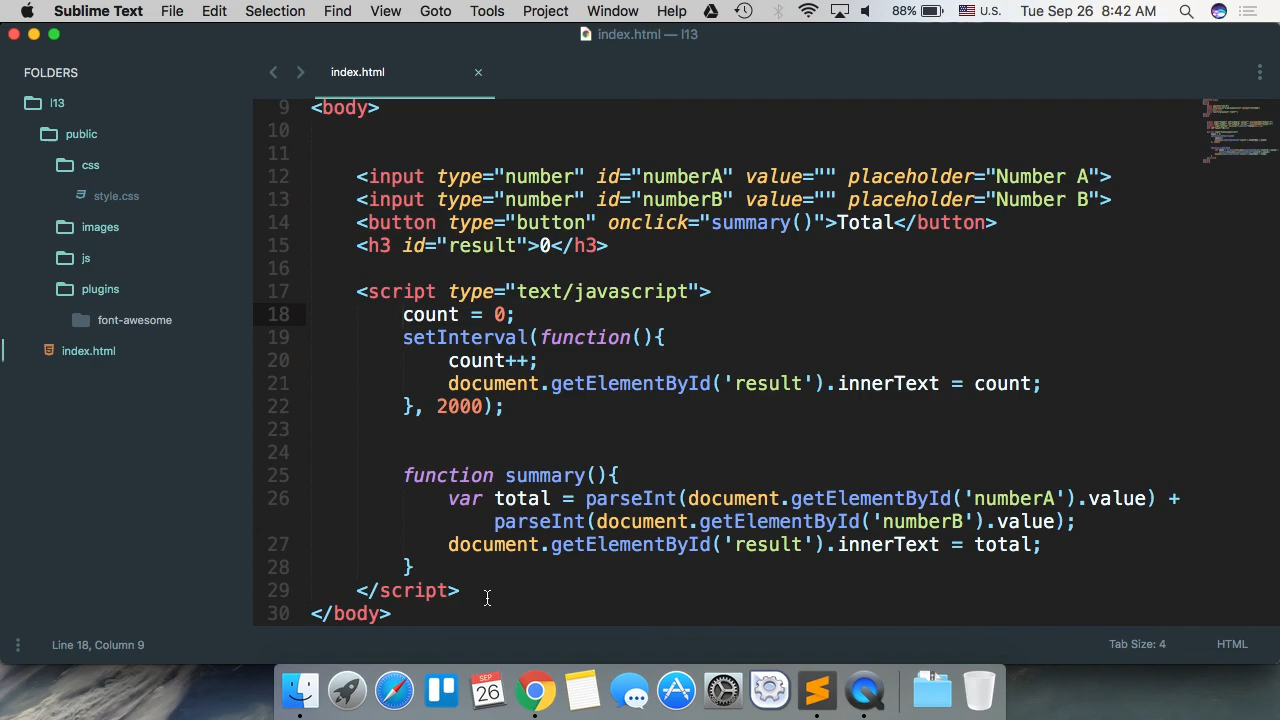 Sublime Text File Edit Selection Find View Goto Tools Project Window Help 88% U.S. Tue Sep 26 8:42 AM
index.html — l13
FOLDERS
l13
public
css
style.css
images
js
plugins
font-awesome
index.html
index.html ×
9 <body>
10
11
12 <input type="number" id="numberA" value="" placeholder="Number A">
13 <input type="number" id="numberB" value="" placeholder="Number B">
14 <button type="button" onclick="summary()">Total</button>
15 <h3 id="result">0</h3>
16
17 <script type="text/javascript">
18 count = 0;
19 setInterval(function(){
20 count++;
21 document.getElementById('result').innerText = count;
22 }, 2000);
23
24
25 function summary(){
26 var total = parseInt(document.getElementById('numberA').value) +
parseInt(document.getElementById('numberB').value);
27 document.getElementById('result').innerText = total;
28 }
29 </script>
30 </body>
Line 18, Column 9 Tab Size: 4 HTML
SEP
26